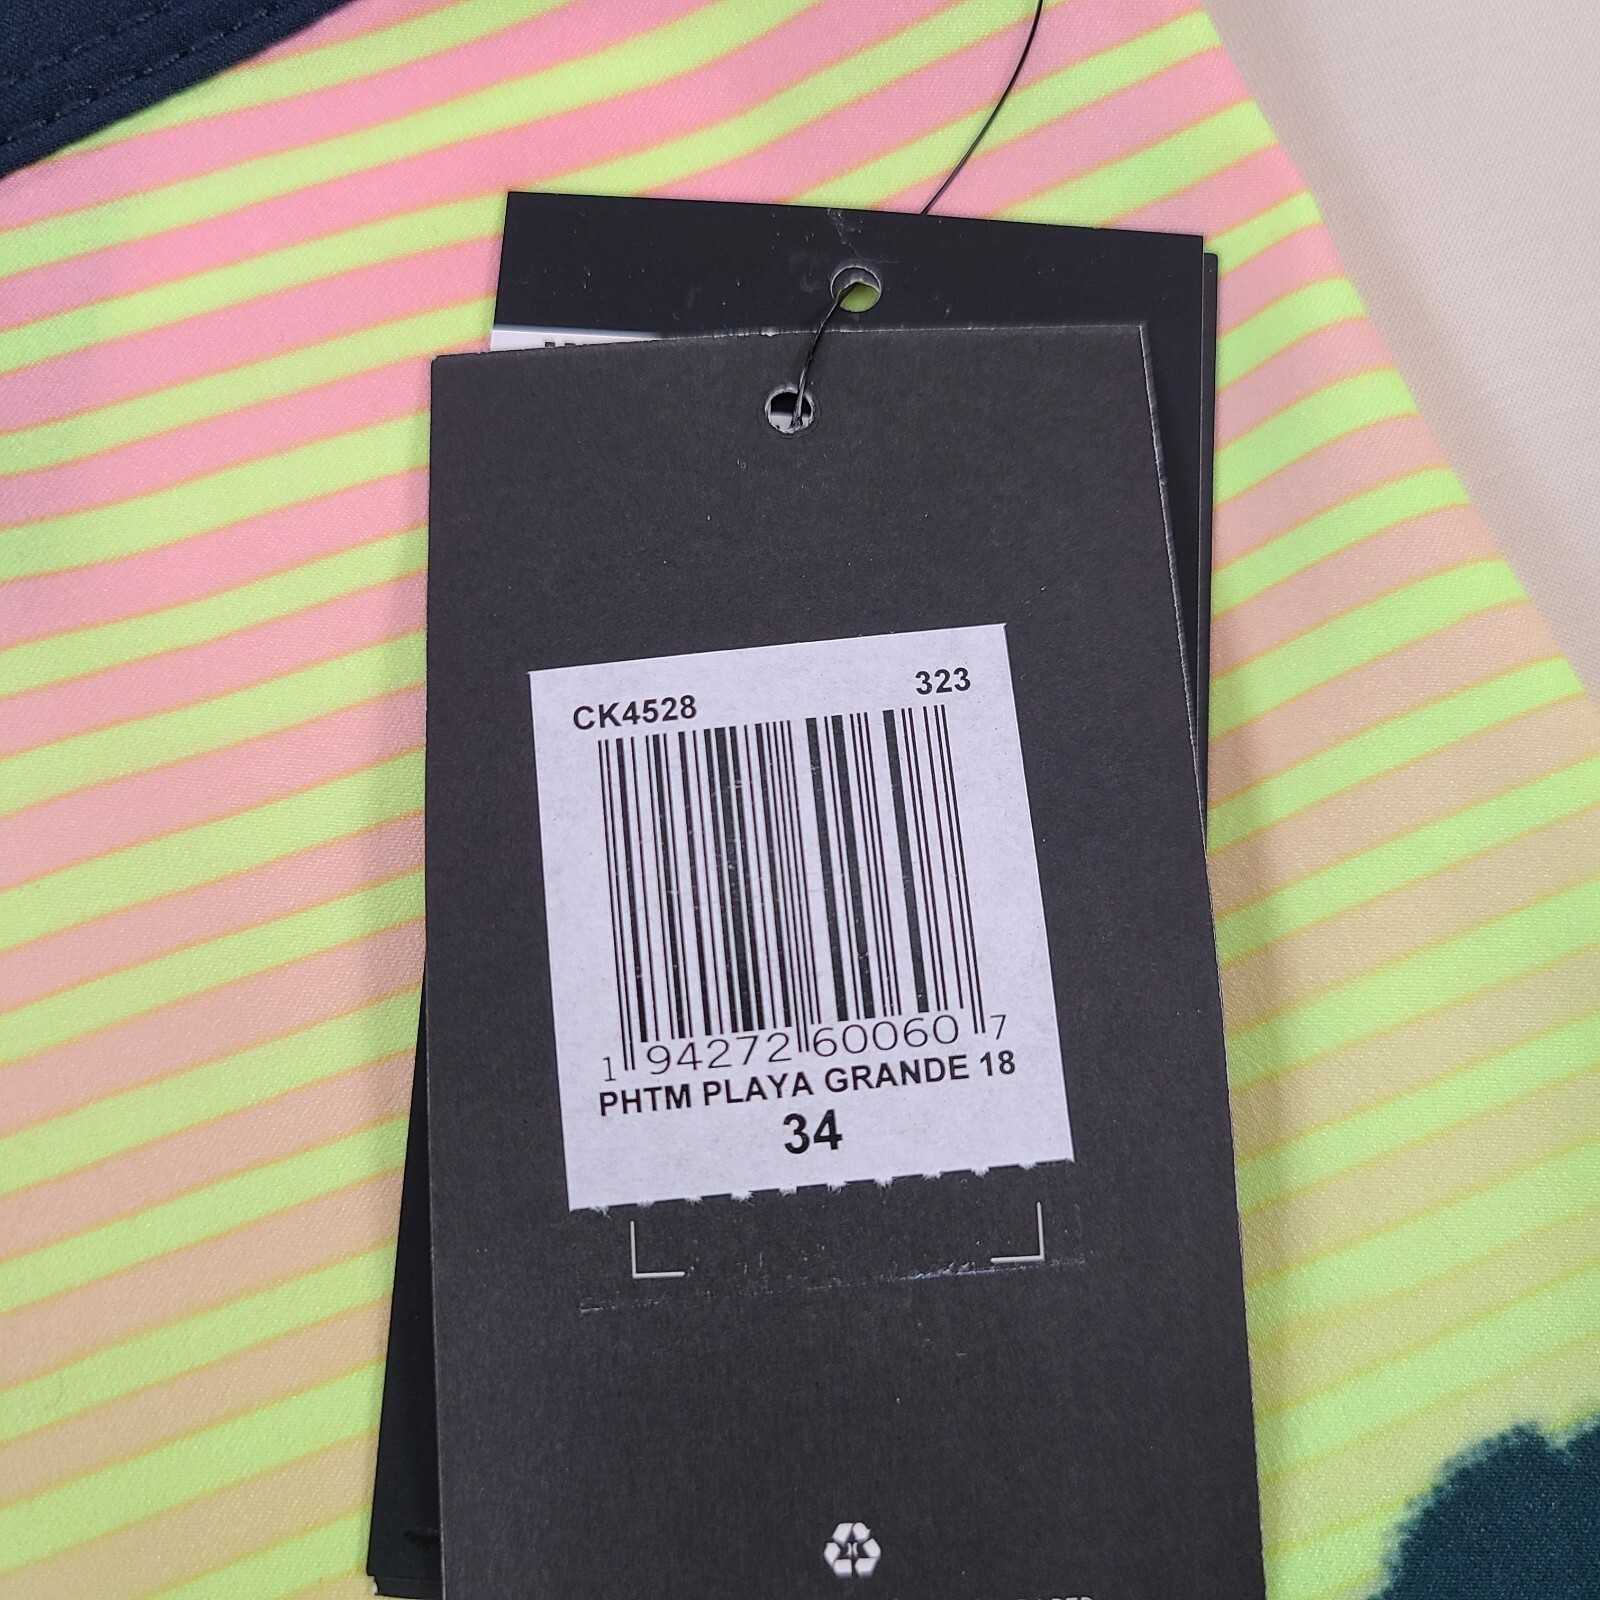 CK4528 323
1 94272 60060 7
PHTM PLAYA GRANDE 18
34